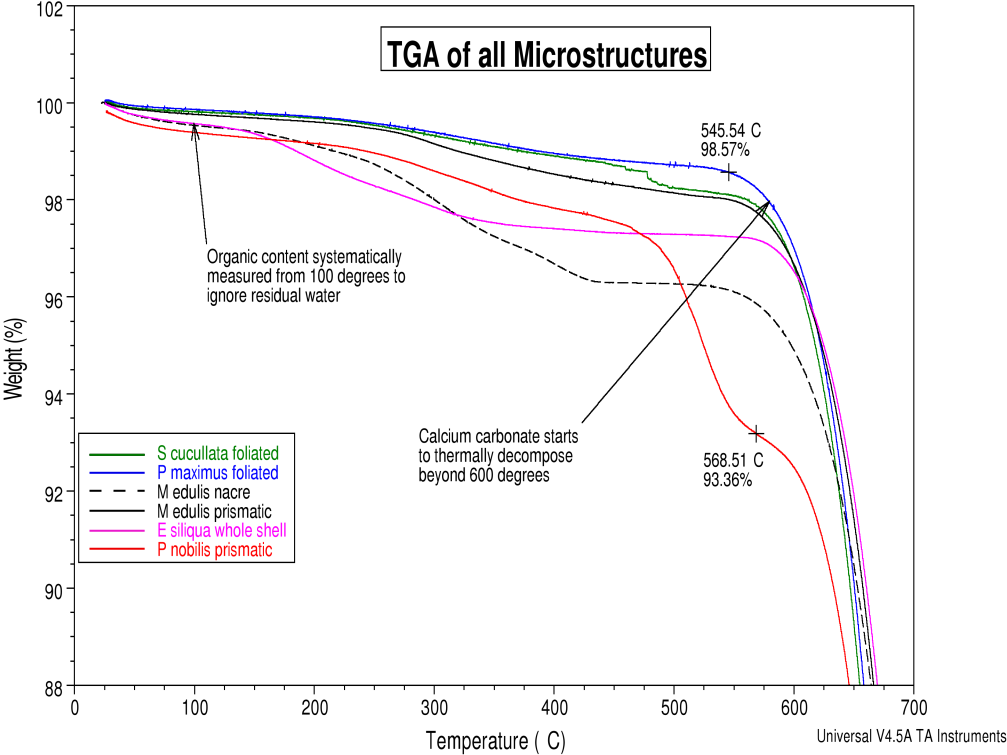 TGA of all Microstructures
102
100
98
96
94
92
90
88
Weight (%)
545.54 C
98.57%
Organic content systematically
measured from 100 degrees to
ignore residual water
Calcium carbonate starts
to thermally decompose
beyond 600 degrees
568.51 C
93.36%
S cucullata foliated
P maximus foliated
M edulis nacre
M edulis prismatic
E siliqua whole shell
P nobilis prismatic
0 100 200 300 400 500 600 700
Temperature ( C)
Universal V4.5A TA Instruments